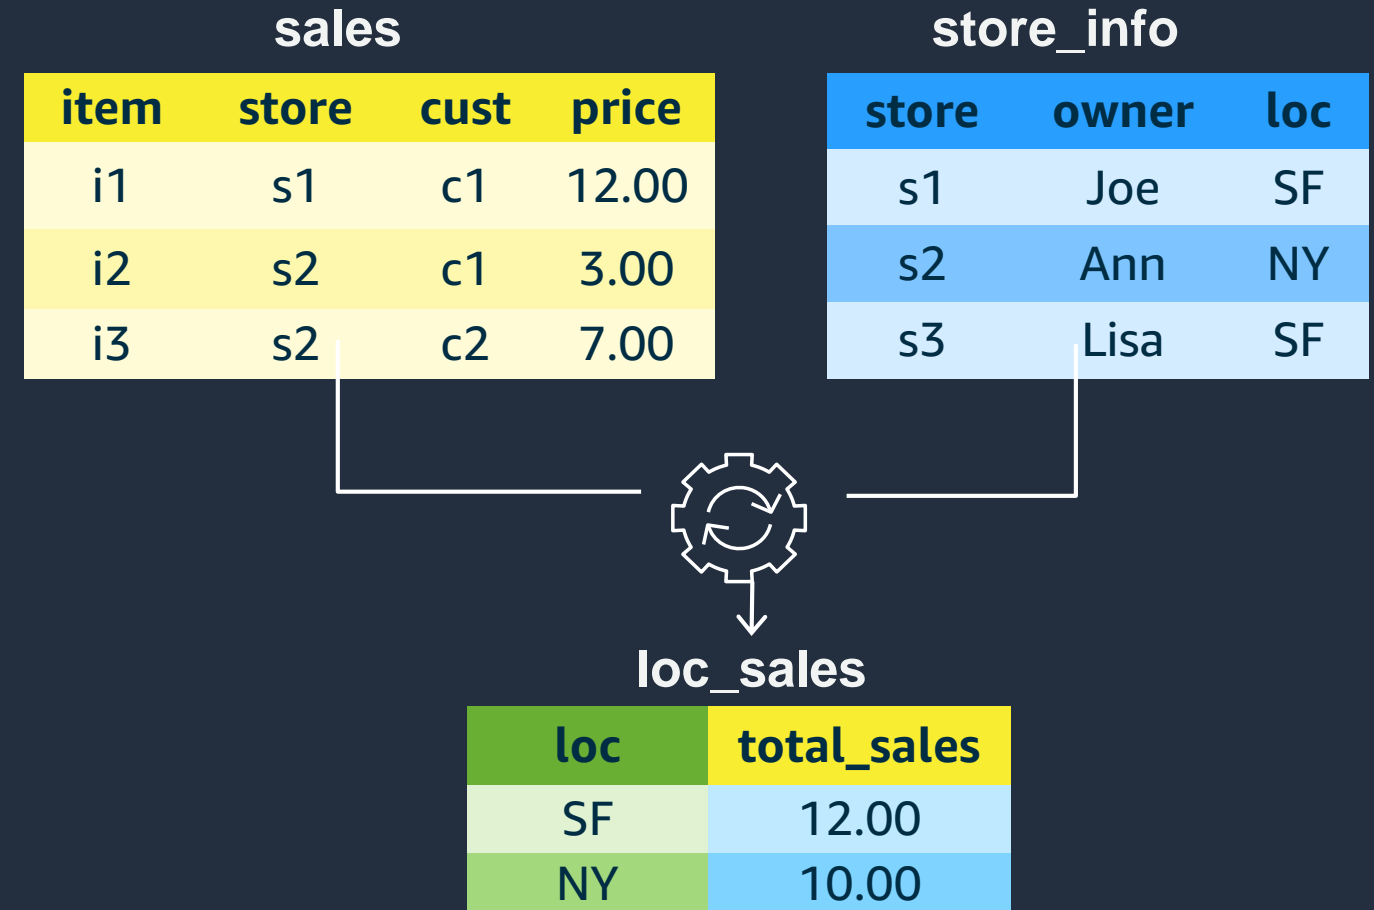 sales
item store cust price
i1 s1 c1 12.00
i2 s2 c1 3.00
i3 s2 c2 7.00
store_info
store owner loc
s1 Joe SF
s2 Ann NY
s3 Lisa SF
loc_sales
loc total_sales
SF 12.00
NY 10.00